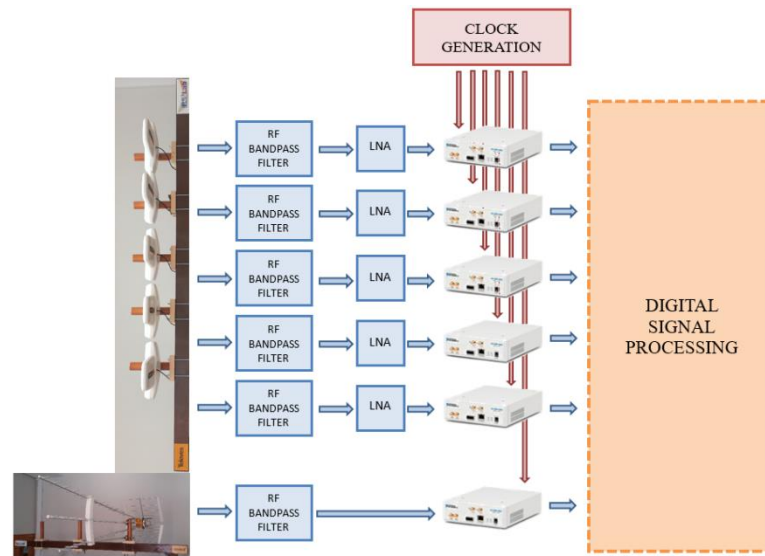 CLOCK
GENERATION
RF
BANDPASS
FILTER
LNA
RF
BANDPASS
FILTER
LNA
RF
BANDPASS
FILTER
LNA
RF
BANDPASS
FILTER
LNA
RF
BANDPASS
FILTER
LNA
RF
BANDPASS
FILTER
DIGITAL
SIGNAL
PROCESSING
Televes